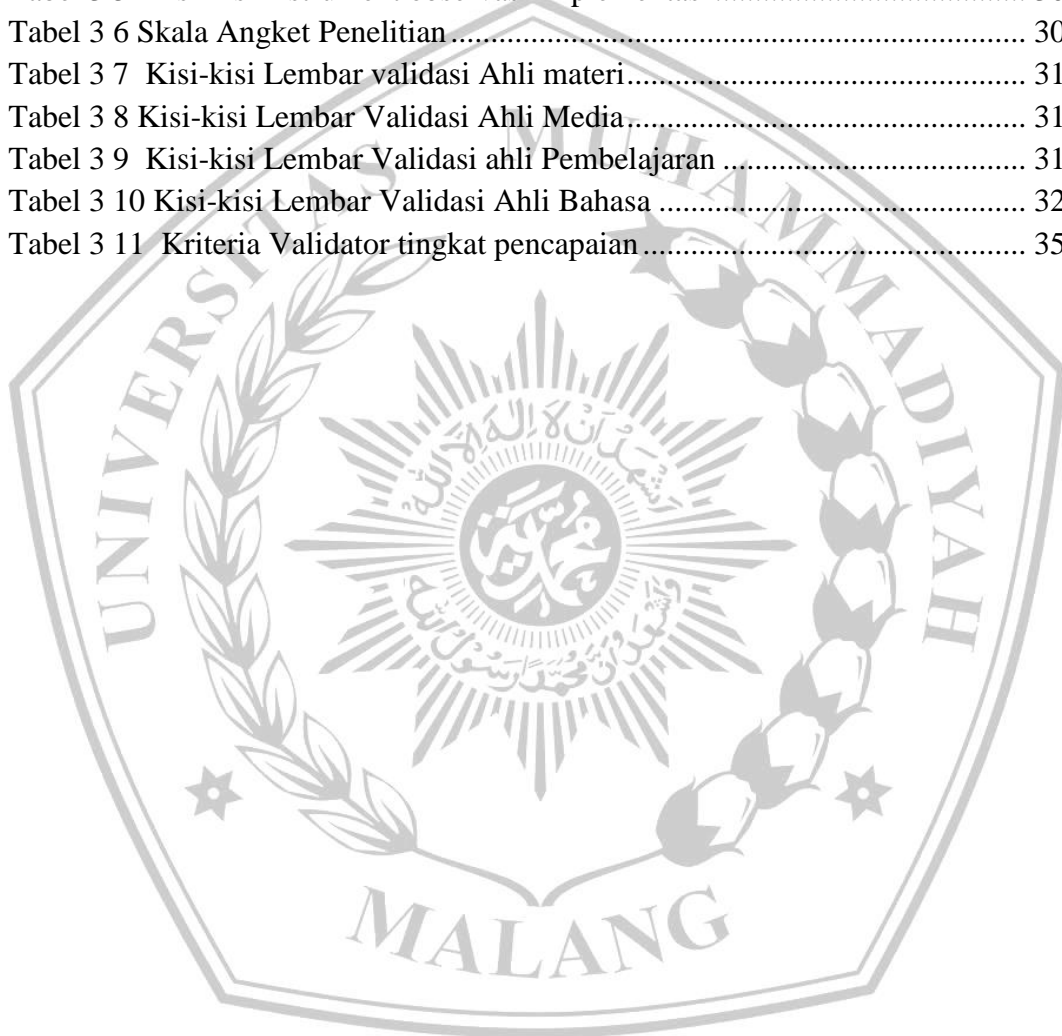 Tabel 3 6 Skala Angket Penelitian .............................................................. 30
Tabel 3 7  Kisi-kisi Lembar validasi Ahli materi ........................................ 31
Tabel 3 8 Kisi-kisi Lembar Validasi Ahli Media ......................................... 31
Tabel 3 9  Kisi-kisi Lembar Validasi ahli Pembelajaran ............................. 31
Tabel 3 10 Kisi-kisi Lembar Validasi Ahli Bahasa ..................................... 32
Tabel 3 11  Kriteria Validator tingkat pencapaian ....................................... 35
UNIVERSITAS MUHAMMADIYAH
MALANG